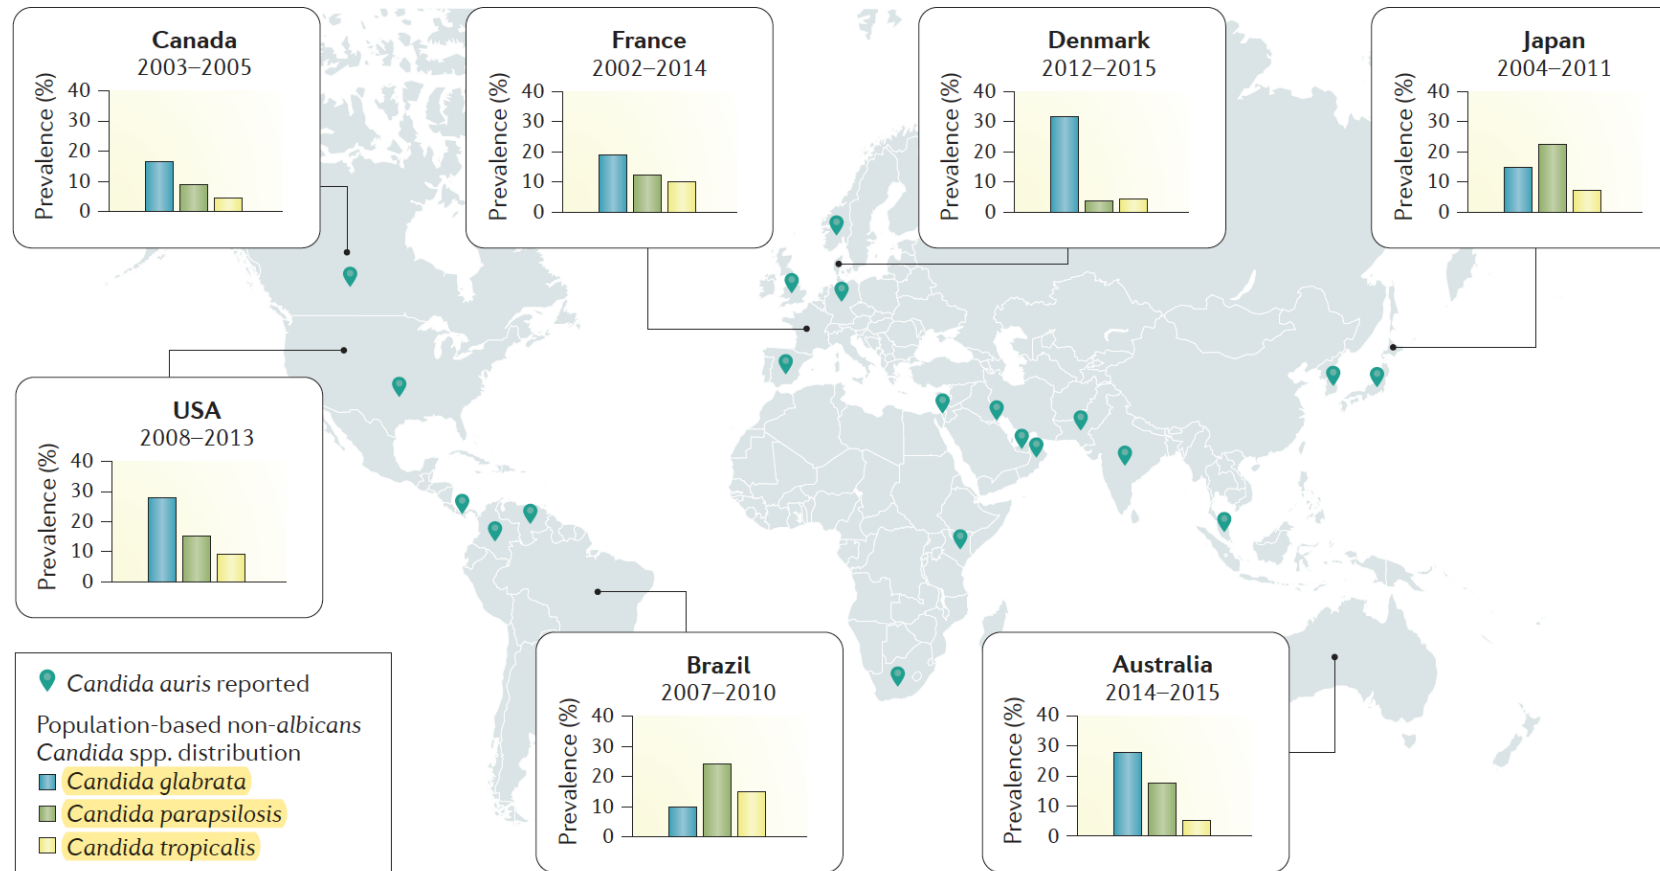 Canada
2003–2005
Prevalence (%)
40
30
20
10
0
France
2002–2014
Prevalence (%)
40
30
20
10
0
Denmark
2012–2015
Prevalence (%)
40
30
20
10
0
Japan
2004–2011
Prevalence (%)
40
30
20
10
0
USA
2008–2013
Prevalence (%)
40
30
20
10
0
Brazil
2007–2010
Prevalence (%)
40
30
20
10
0
Australia
2014–2015
Prevalence (%)
40
30
20
10
0
Candida auris reported
Population-based non-albicans
Candida spp. distribution
Candida glabrata
Candida parapsilosis
Candida tropicalis